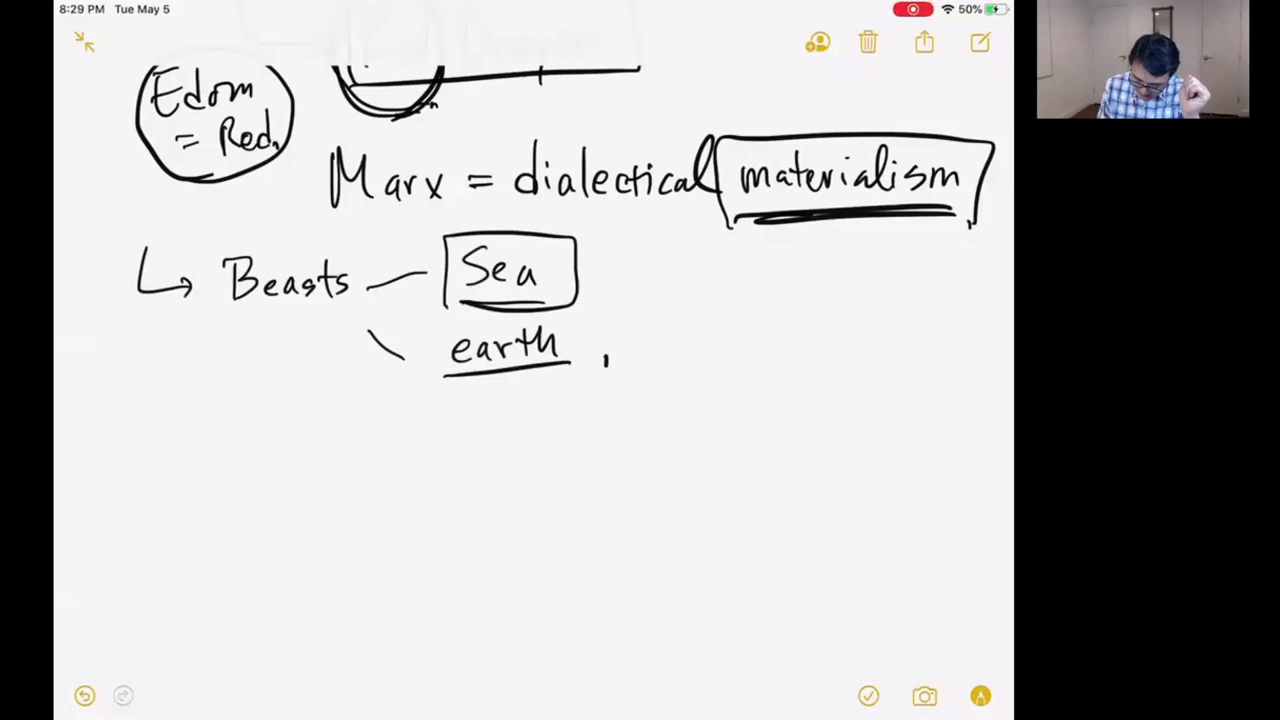 8:29 PM Tue May 5
50%
Edom
= Red
Marx = dialectical materialism
Beasts Sea
earth